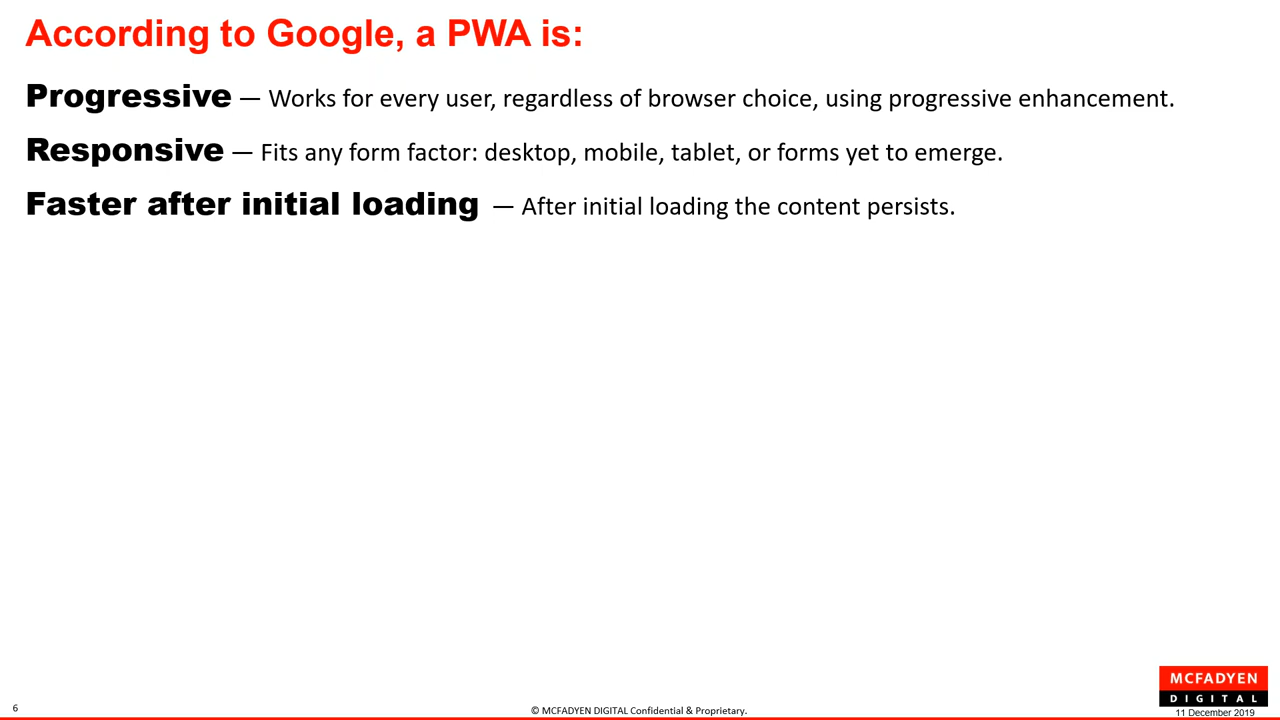 According to Google, a PWA is:
Progressive — Works for every user, regardless of browser choice, using progressive enhancement.
Responsive — Fits any form factor: desktop, mobile, tablet, or forms yet to emerge.
Faster after initial loading — After initial loading the content persists.
MCFADYEN
DIGITAL
6
© MCFADYEN DIGITAL Confidential & Proprietary.
11 December 2019